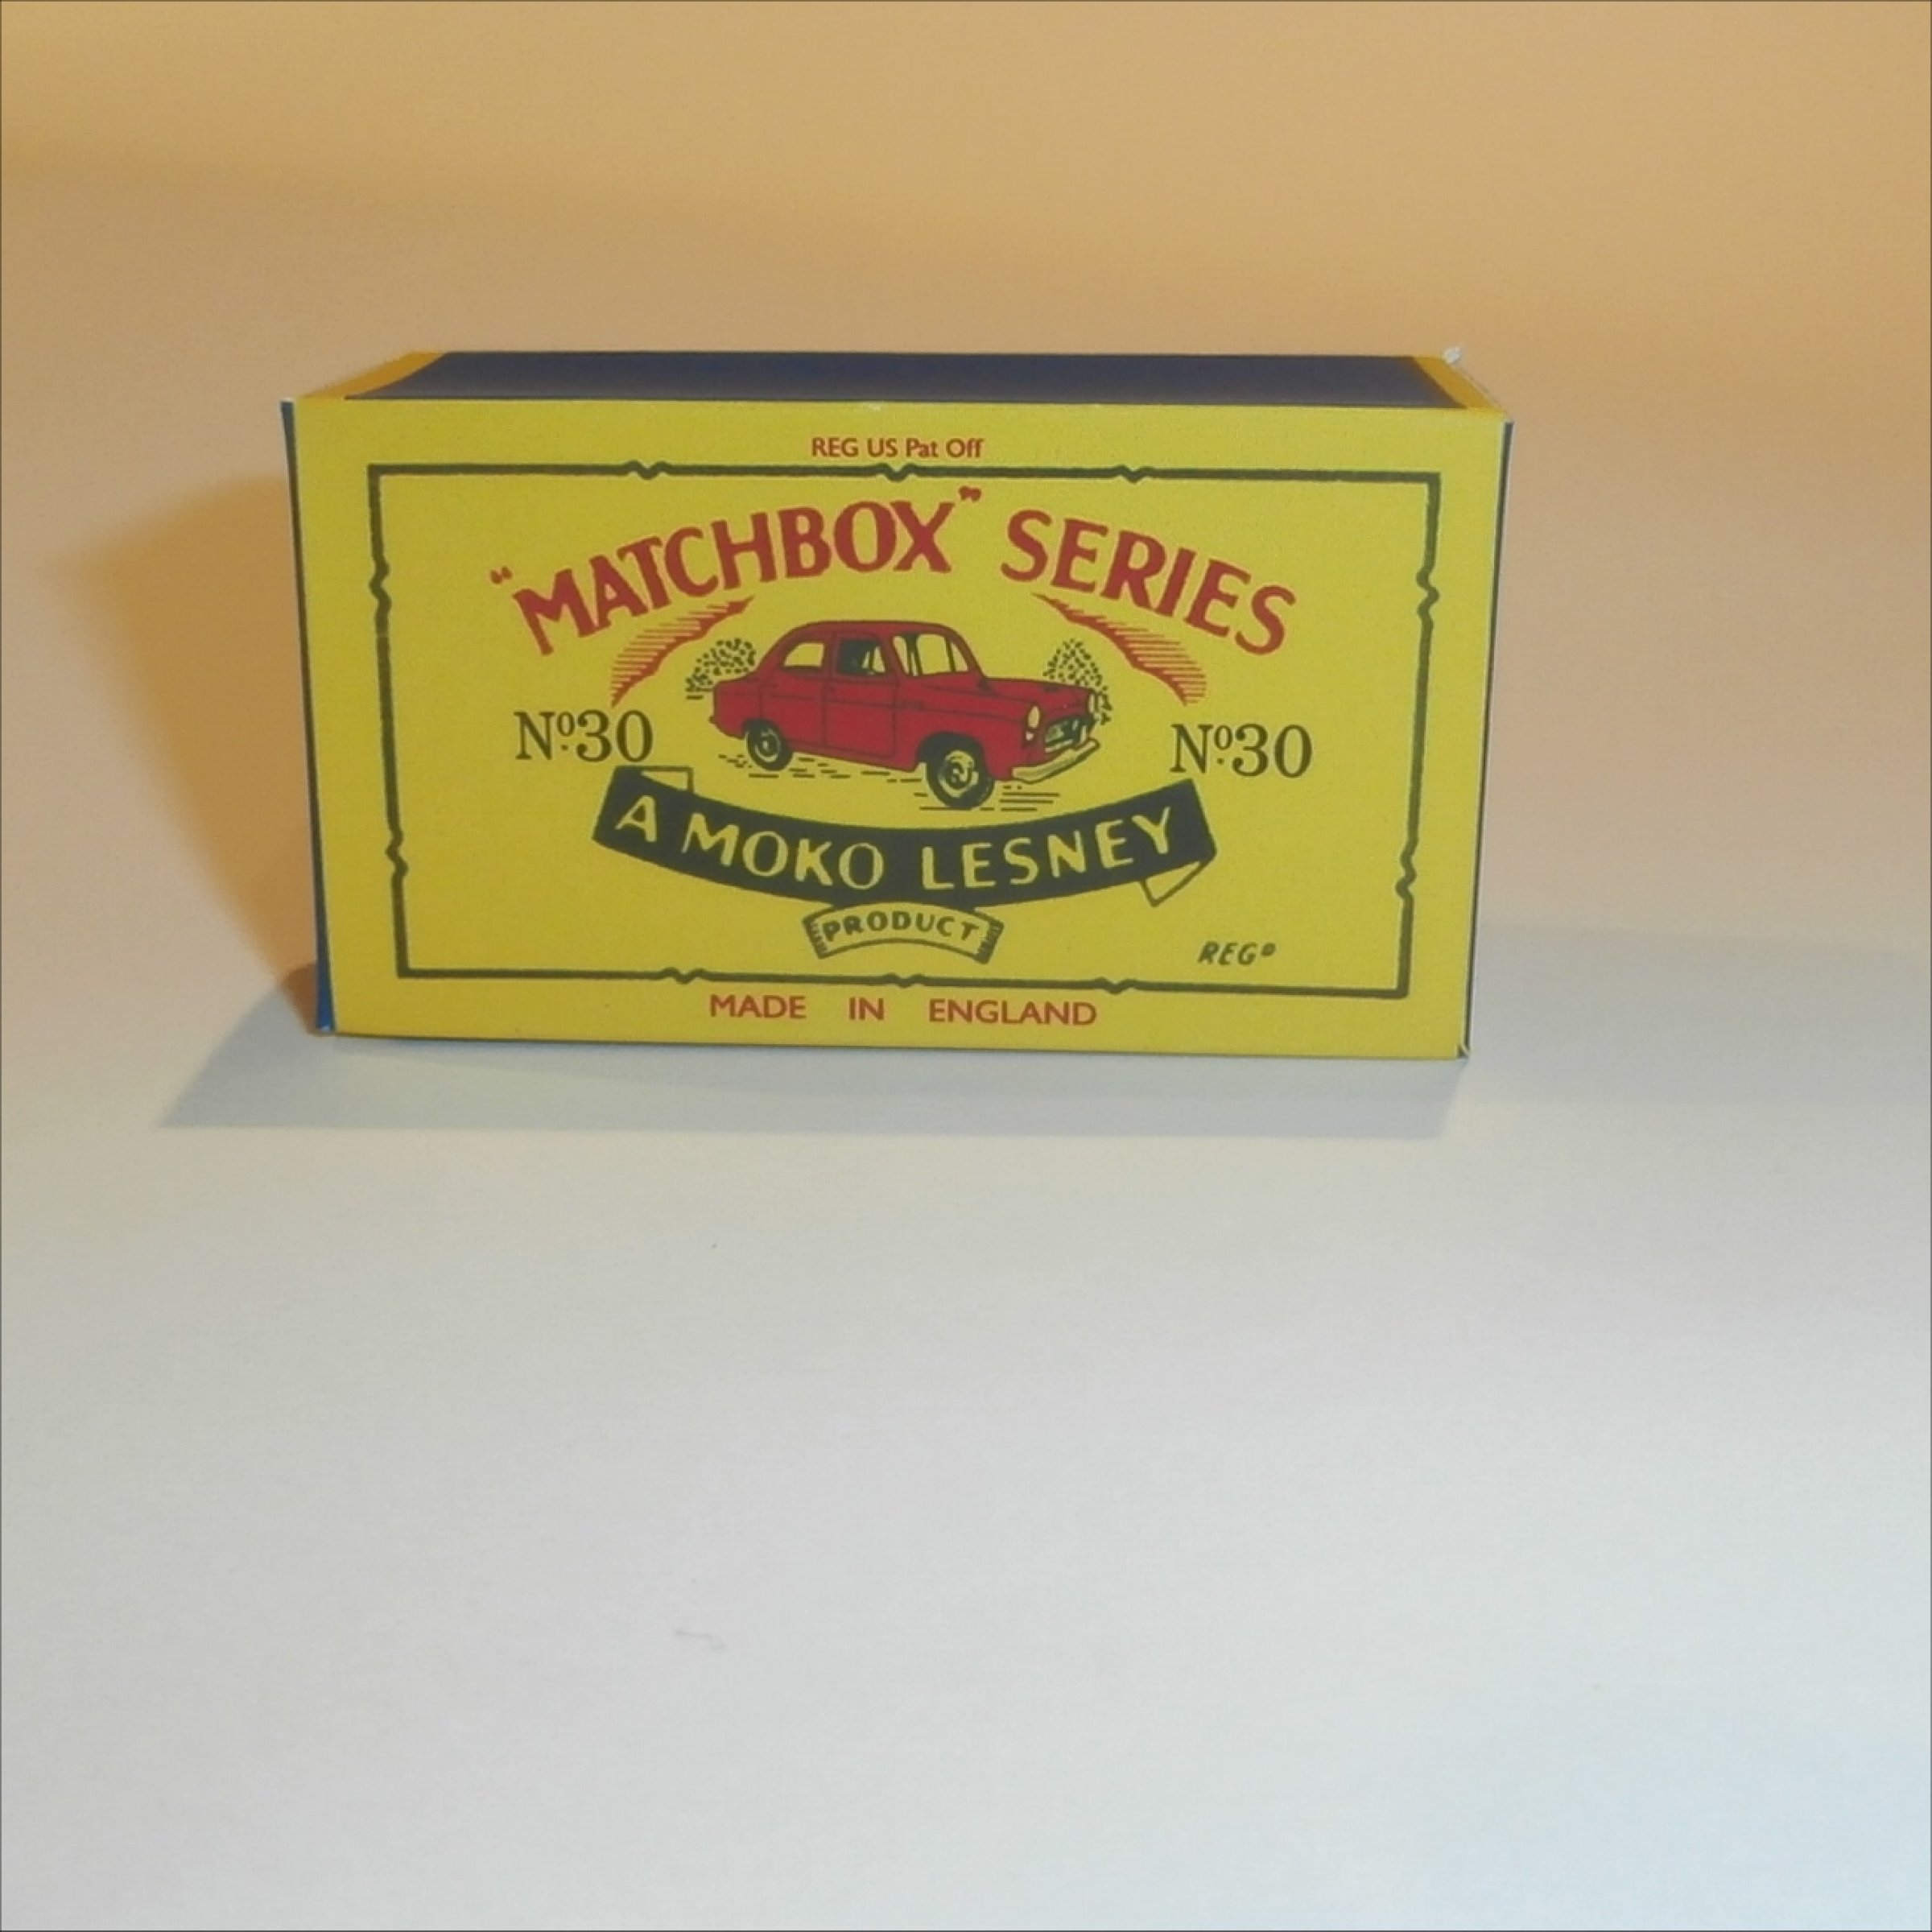 REG US Pat Off
"MATCHBOX" SERIES
Nº30 Nº30
A MOKO LESNEY
PRODUCT
REGᴰ
MADE IN ENGLAND